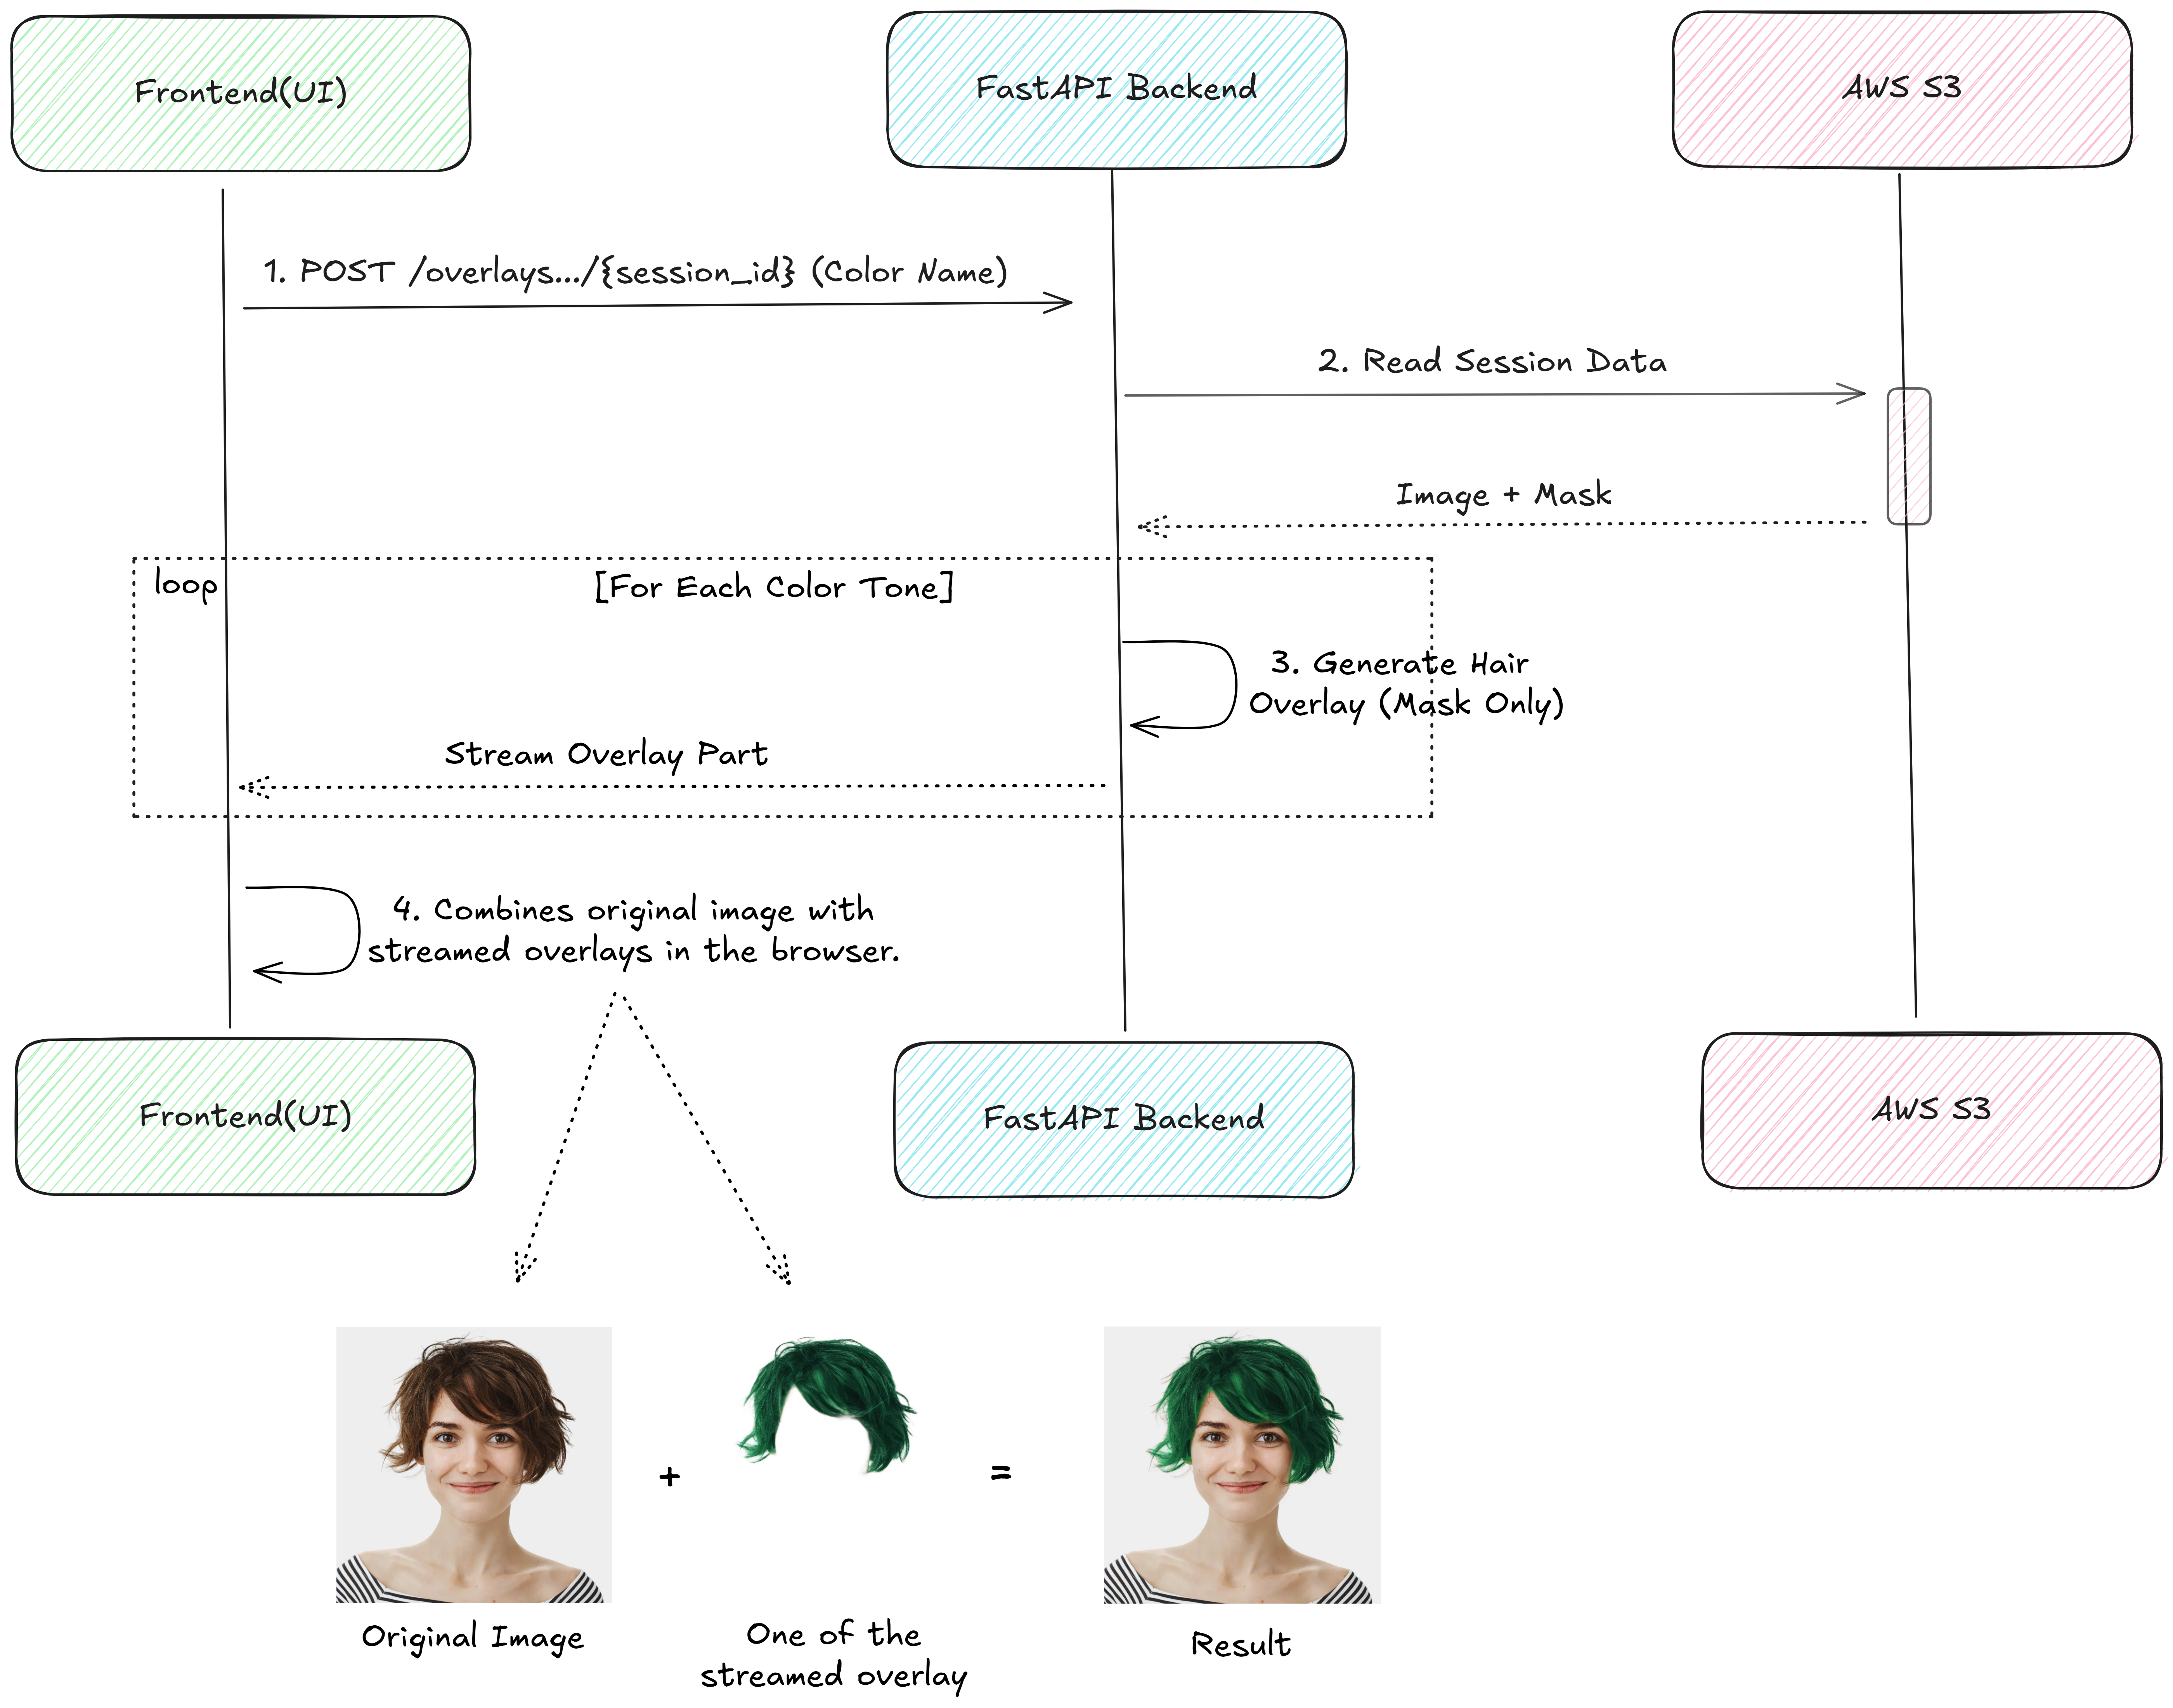 Frontend(UI)
FastAPI Backend
AWS S3
1. POST /overlays.../{session_id} (Color Name)
2. Read Session Data
Image + Mask
loop
[For Each Color Tone]
3. Generate Hair
Overlay (Mask Only)
Stream Overlay Part
4. Combines original image with
streamed overlays in the browser.
Frontend(UI)
FastAPI Backend
AWS S3
+
=
Original Image
One of the
streamed overlay
Result